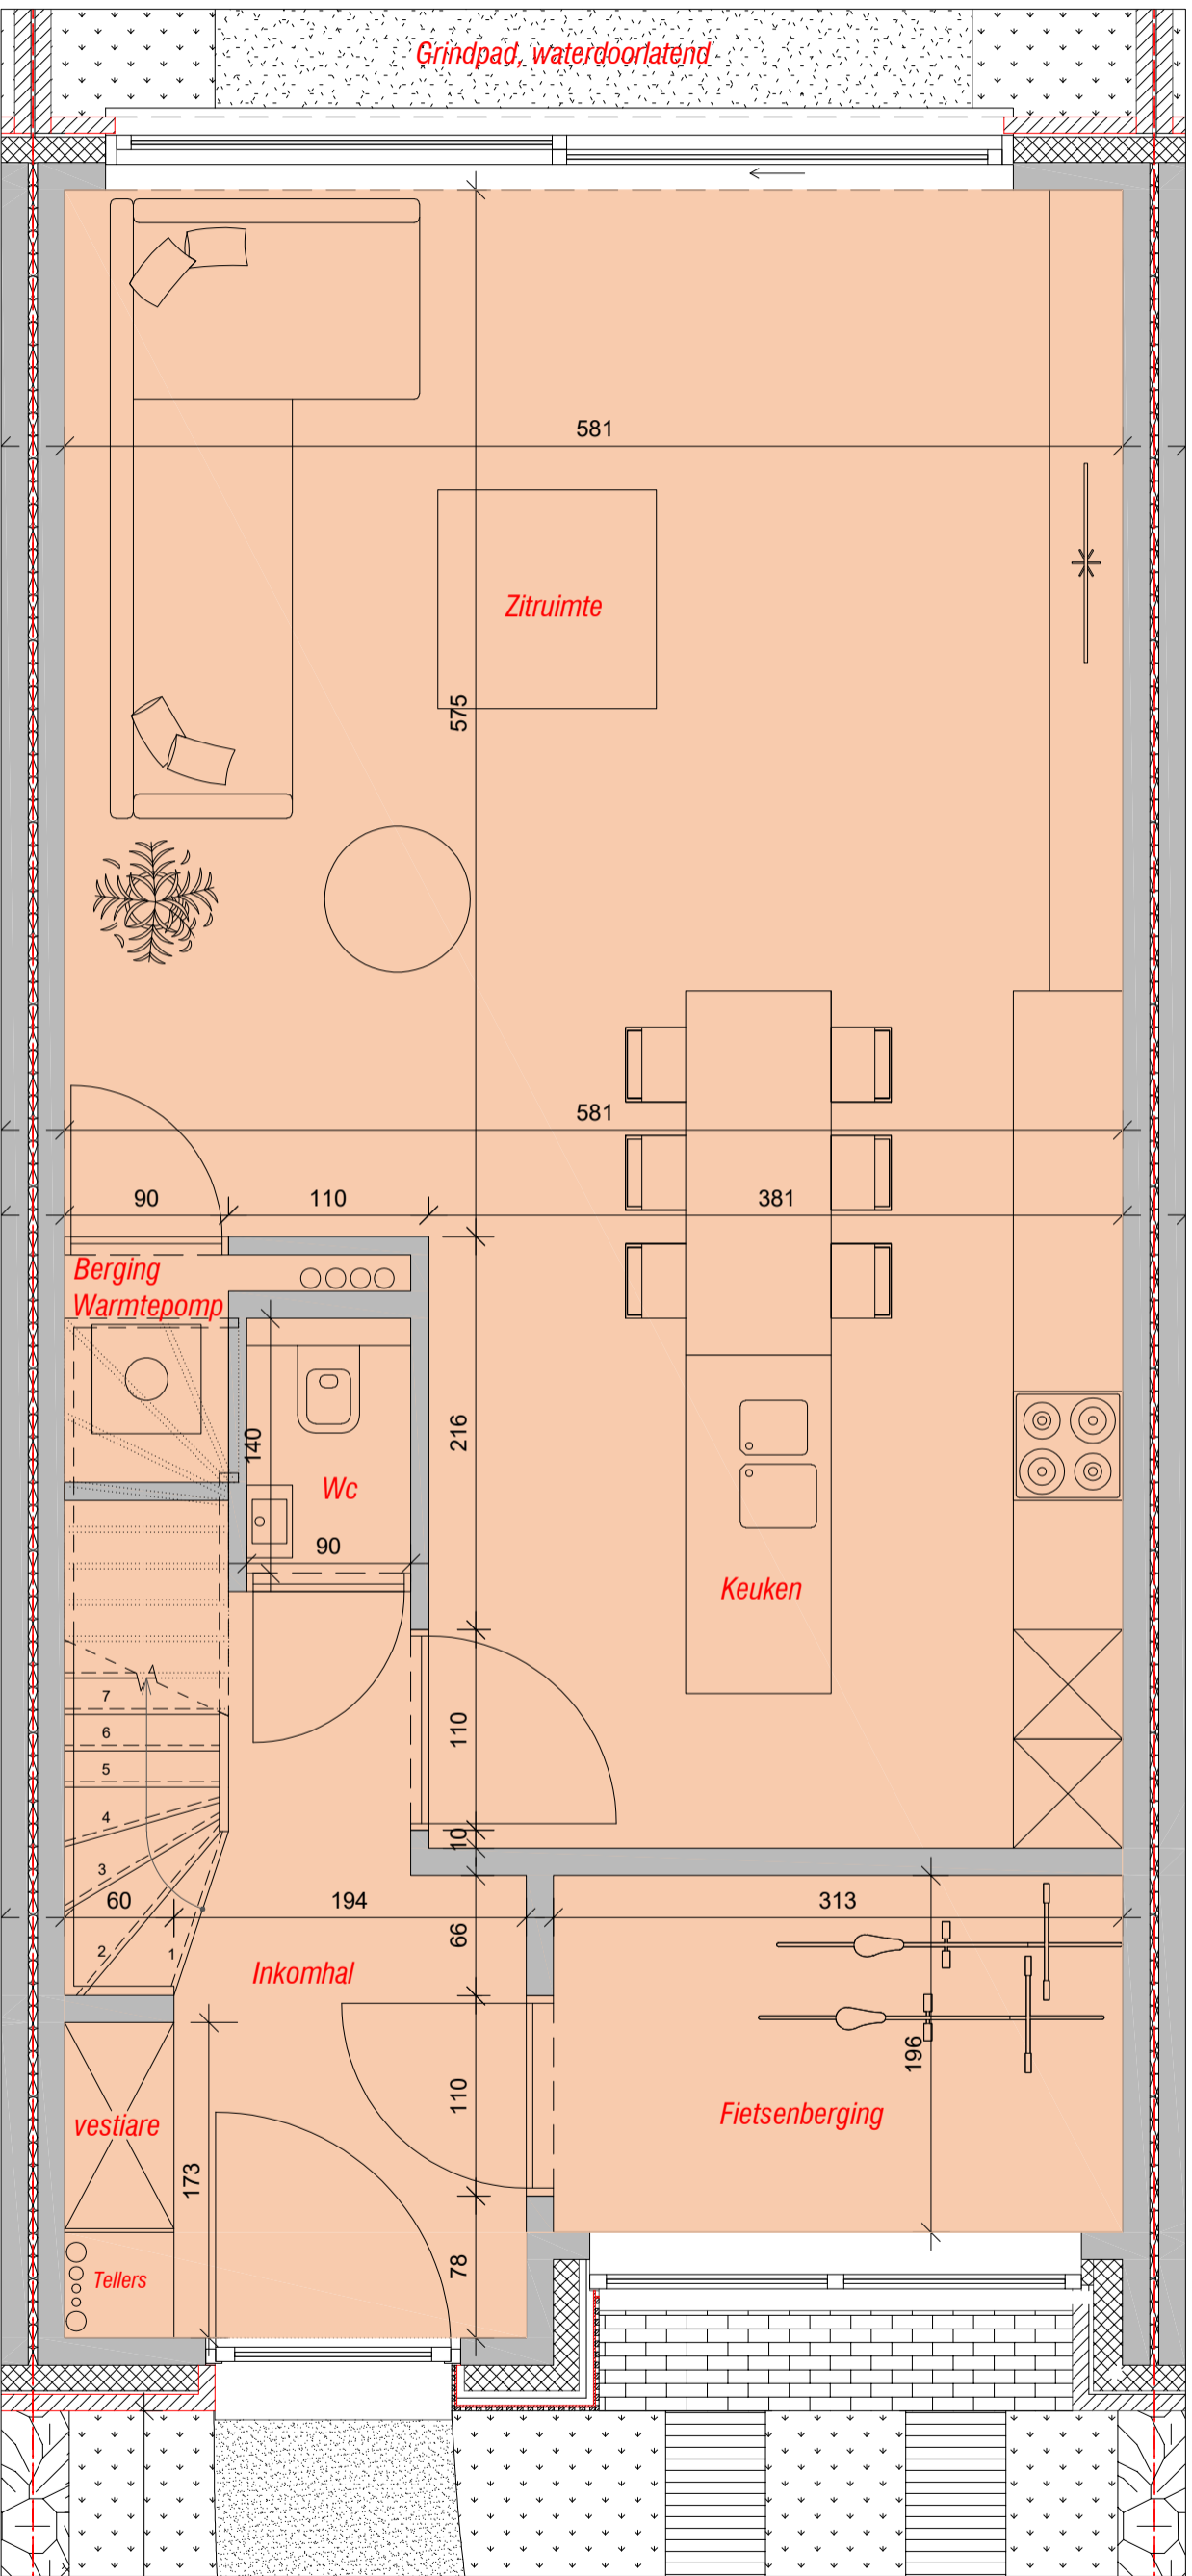 Grindpad, waterdoorlatend
581
Zitruimte
575
581
90
110
381
Berging
Warmtepomp
140
216
Wc
90
Keuken
7
6
5
4
3
2
1
110
10
60
194
313
66
Inkomhal
196
110
vestiare
Fietsenberging
173
78
Tellers